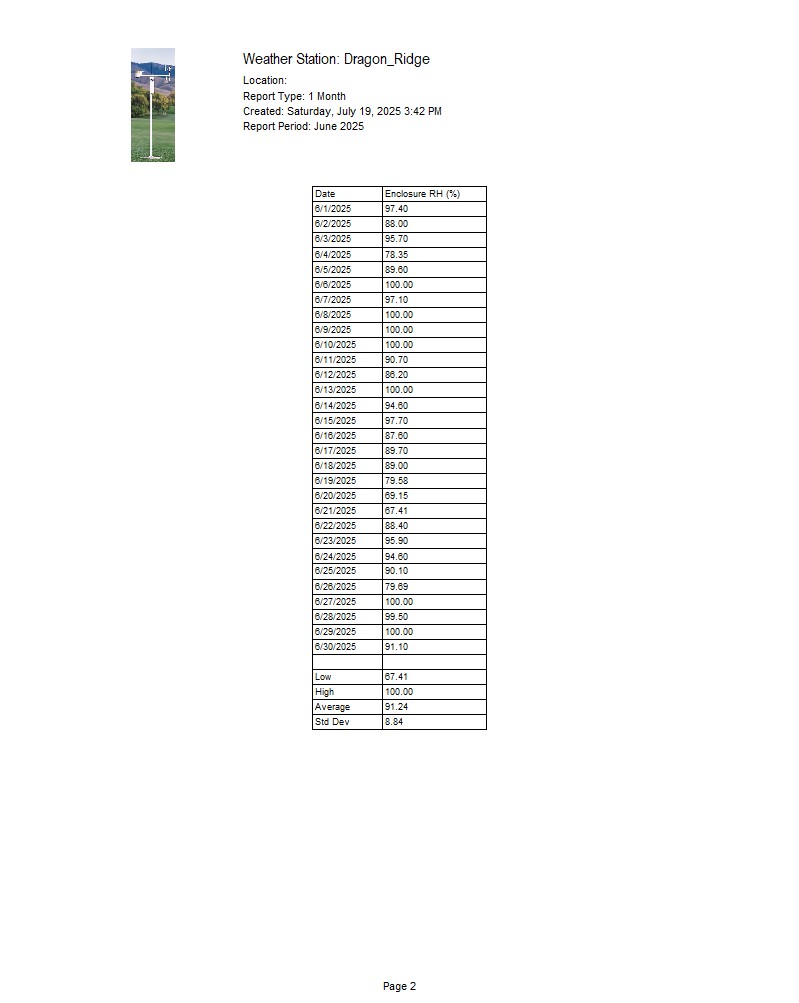 Weather Station: Dragon_Ridge
Location:
Report Type: 1 Month
Created: Saturday, July 19, 2025 3:42 PM
Report Period: June 2025
Date Enclosure RH (%)
6/1/2025 97.40
6/2/2025 88.00
6/3/2025 95.70
6/4/2025 78.35
6/5/2025 89.60
6/6/2025 100.00
6/7/2025 97.10
6/8/2025 100.00
6/9/2025 100.00
6/10/2025 100.00
6/11/2025 90.70
6/12/2025 86.20
6/13/2025 100.00
6/14/2025 94.60
6/15/2025 97.70
6/16/2025 87.60
6/17/2025 89.70
6/18/2025 89.00
6/19/2025 79.58
6/20/2025 69.15
6/21/2025 67.41
6/22/2025 88.40
6/23/2025 95.90
6/24/2025 94.60
6/25/2025 90.10
6/26/2025 79.69
6/27/2025 100.00
6/28/2025 99.50
6/29/2025 100.00
6/30/2025 91.10
Low 67.41
High 100.00
Average 91.24
Std Dev 8.84
Page 2